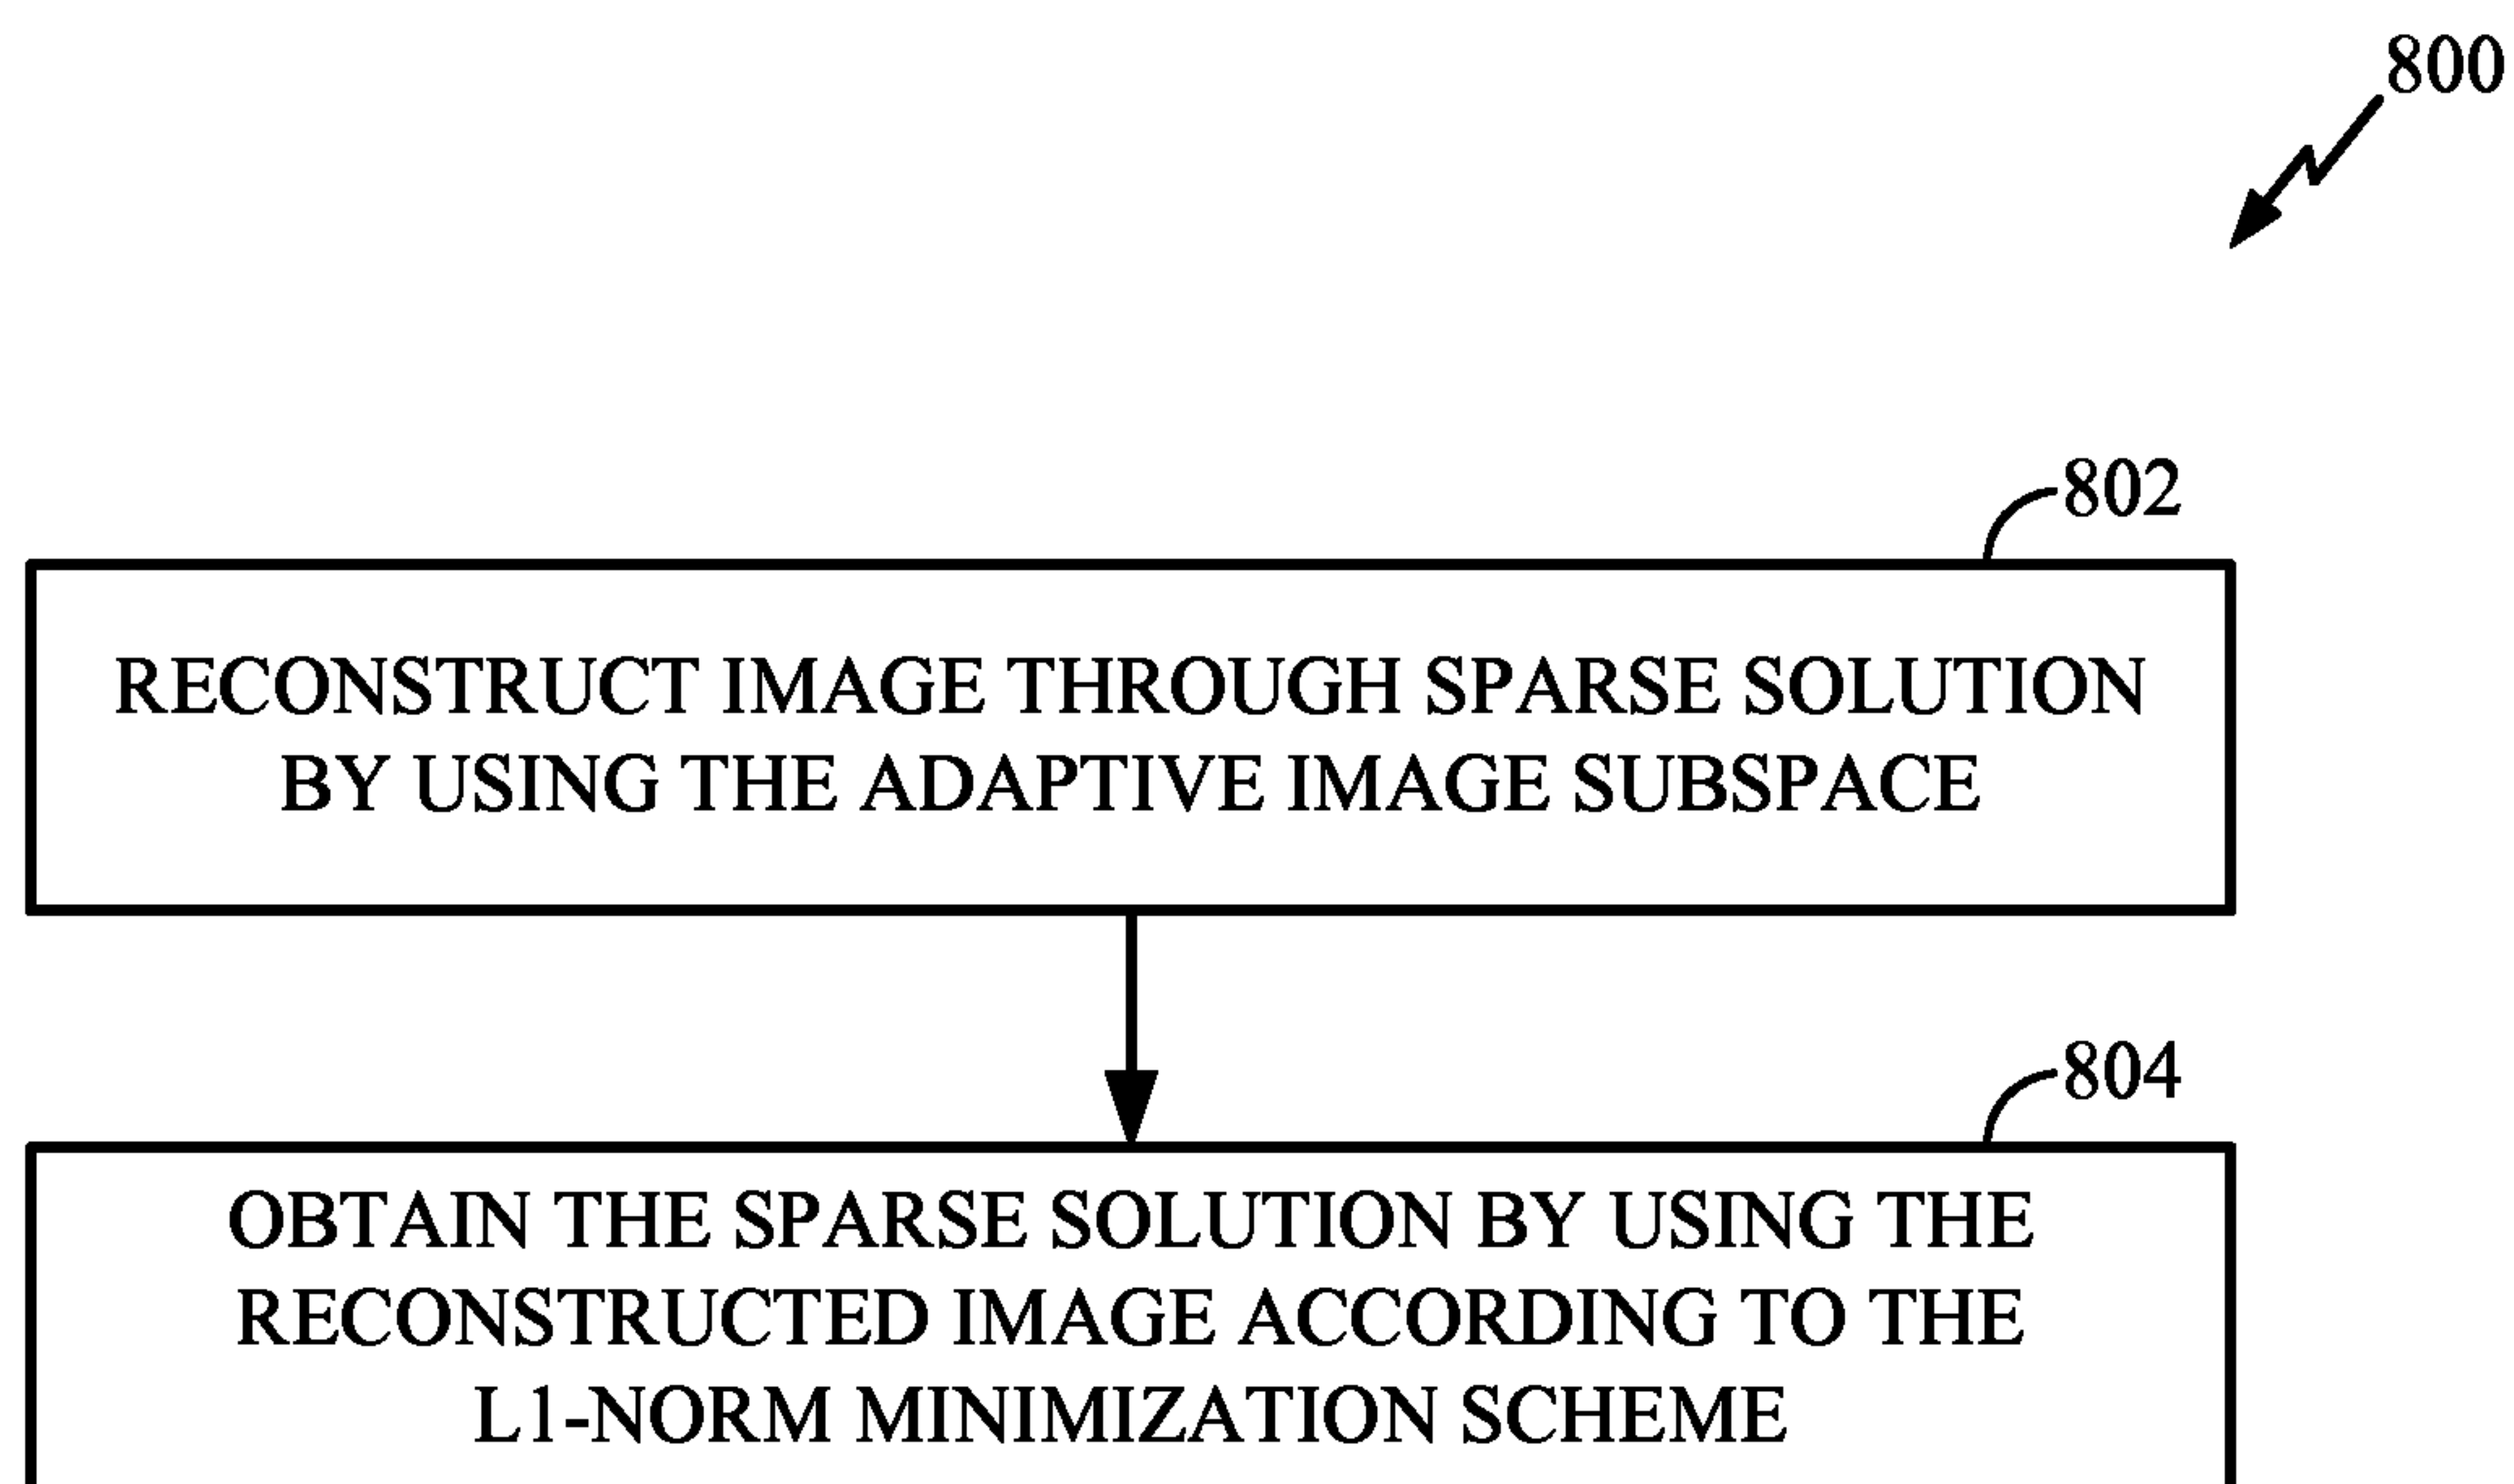 800
802
RECONSTRUCT IMAGE THROUGH SPARSE SOLUTION
BY USING THE ADAPTIVE IMAGE SUBSPACE
804
OBTAIN THE SPARSE SOLUTION BY USING THE
RECONSTRUCTED IMAGE ACCORDING TO THE
L1-NORM MINIMIZATION SCHEME